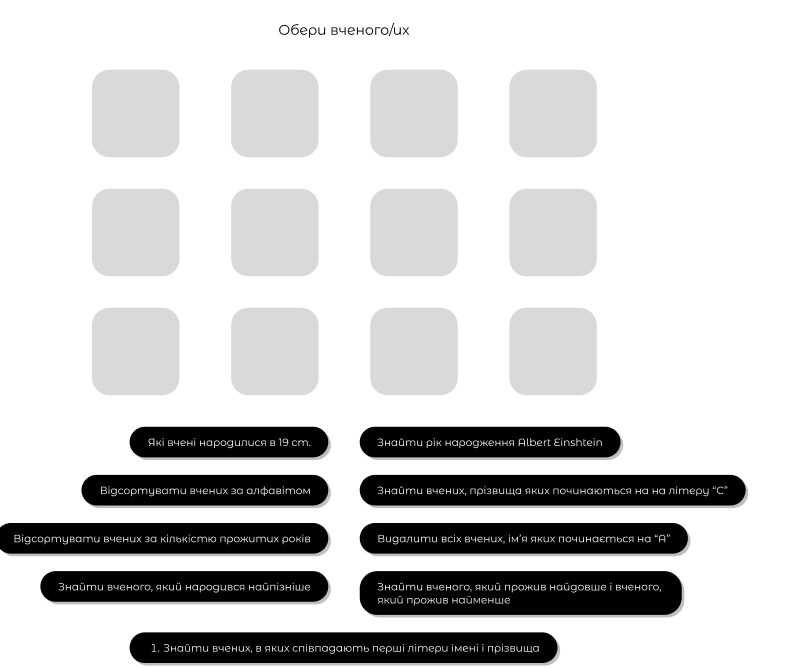 Обери вченого/их
Які вчені народилися в 19 ст.
Знайти рік народження Albert Einshtein
Відсортувати вчених за алфавітом
Знайти вчених, прізвища яких починаються на на літеру “С”
Відсортувати вчених за кількістю прожитих років
Видалити всіх вчених, ім’я яких починається на “А”
Знайти вченого, який народився найпізніше
Знайти вченого, який прожив найдовше і вченого,
який прожив найменше
1. Знайти вчених, в яких співпадають перші літери імені і прізвища